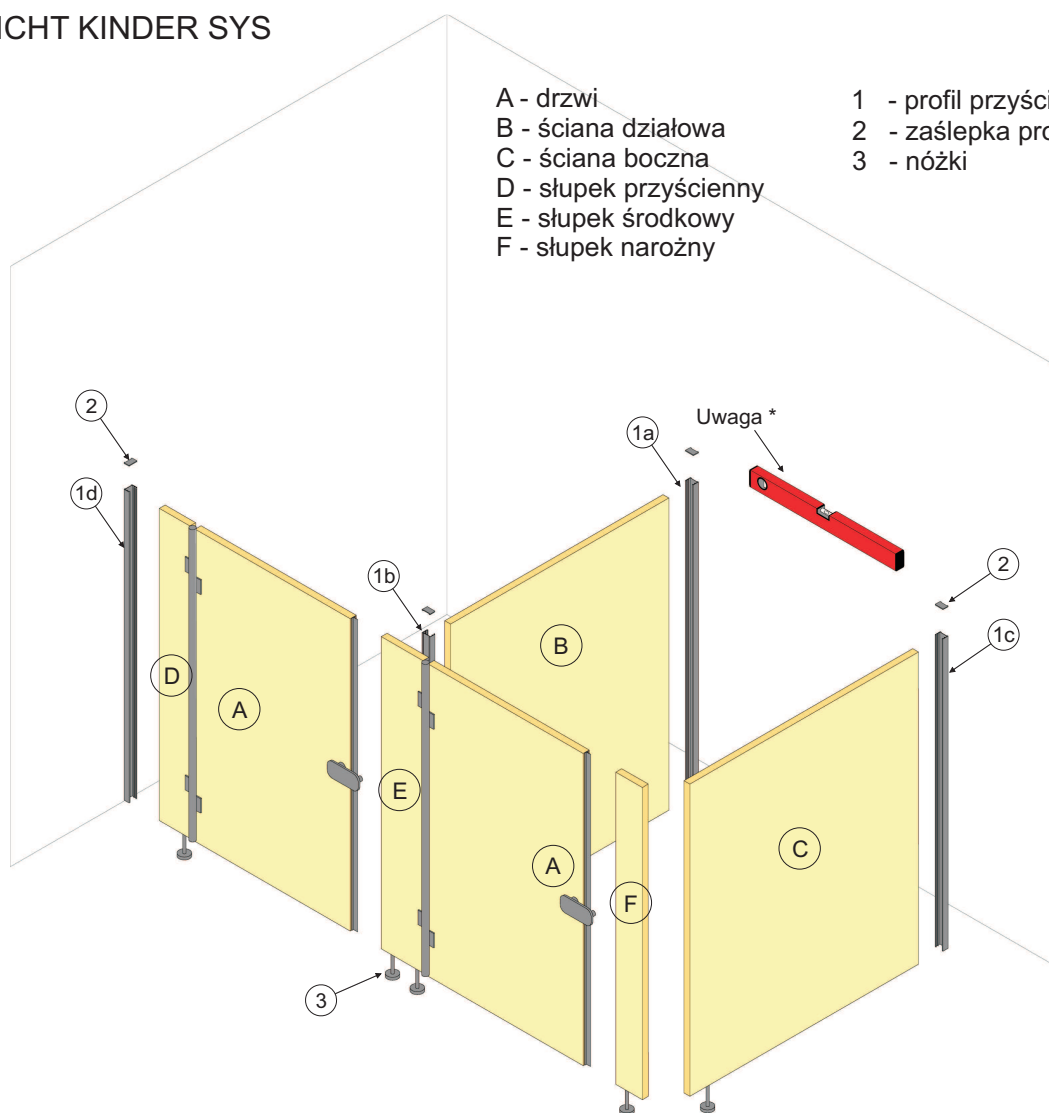 ICHT KINDER SYS
A - drzwi
B - ściana działowa
C - ściana boczna
D - słupek przyścienny
E - słupek środkowy
F - słupek narożny
1 - profil przyści
2 - zaślepka pro
3 - nóżki
Uwaga *
2
1a
1d
1b
2
1c
B
D
A
E
C
A
F
3